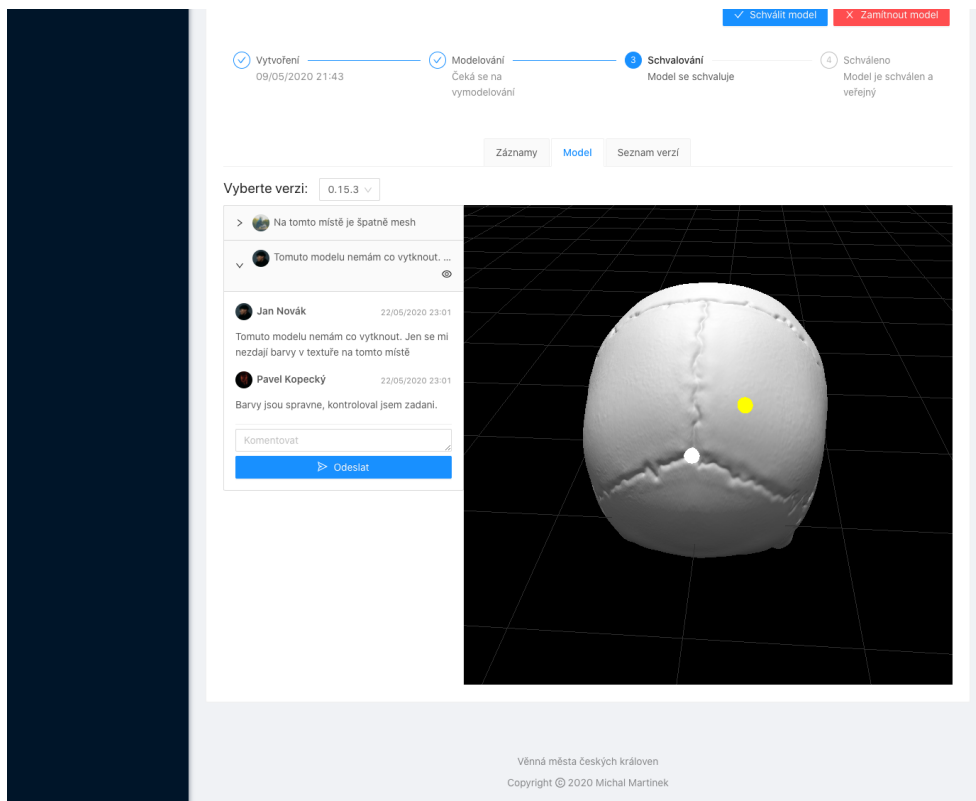 Schválit model
Zamítnout model
Vytvoření
09/05/2020 21:43
Modelování
Čeká se na
vymodelování
3
Schvalování
Model se schvaluje
4
Schváleno
Model je schválen a
veřejný
Záznamy
Model
Seznam verzí
Vyberte verzi:
0.15.3
Na tomto místě je špatně mesh
Tomuto modelu nemám co vytknout. ...
Jan Novák
22/05/2020 23:01
Tomuto modelu nemám co vytknout. Jen se mi
nezdají barvy v textuře na tomto místě
Pavel Kopecký
22/05/2020 23:01
Barvy jsou spravne, kontroloval jsem zadani.
Komentovat
Odeslat
Věnná města českých královen
Copyright © 2020 Michal Martinek